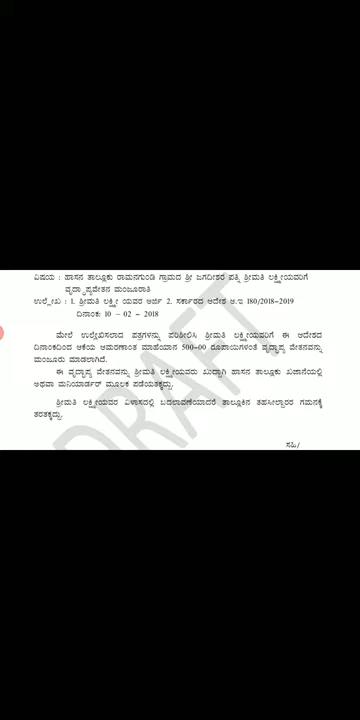 ವಿಷಯ : ಹಾಸನ ತಾಲ್ಲೂಕು ರಾಮನಗುಂಡಿ ಗ್ರಾಮದ ಶ್ರೀ ಜಗದೀಶರ ಪತ್ನಿ ಶ್ರೀಮತಿ ಲಕ್ಷ್ಮೀಯವರಿಗೆ
ವೃದ್ಧಾಪ್ಯವೇತನ ಮಂಜೂರಾತಿ
ಉಲ್ಲೇಖ : 1. ಶ್ರೀಮತಿ ಲಕ್ಷ್ಮೀ ಯವರ ಅರ್ಜಿ 2. ಸರ್ಕಾರದ ಆದೇಶ ಆ.ಇ 180/2018-2019
ದಿನಾಂಕ: 10 - 02 - 2018
ಮೇಲೆ ಉಲ್ಲೇಖಿಸಲಾದ ಪತ್ರಗಳನ್ನು ಪರಿಶೀಲಿಸಿ ಶ್ರೀಮತಿ ಲಕ್ಷ್ಮೀಯವರಿಗೆ ಈ ಆದೇಶದ
ದಿನಾಂಕದಿಂದ ಆಕೆಯ ಆಮರಣಾಂತ ಮಾಹೆಯಾನ 500-00 ರೂಪಾಯಿಗಳಂತೆ ವೃದ್ಧಾಪ್ಯ ವೇತನವನ್ನು
ಮಂಜೂರು ಮಾಡಲಾಗಿದೆ.
ಈ ವೃದ್ಧಾಪ್ಯ ವೇತನವನ್ನು ಶ್ರೀಮತಿ ಲಕ್ಷ್ಮೀಯವರು ಖುದ್ದಾಗಿ ಹಾಸನ ತಾಲ್ಲೂಕು ಖಜಾನೆಯಲ್ಲಿ
ಅಥವಾ ಮನಿಯಾರ್ಡರ್ ಮೂಲಕ ಪಡೆಯತಕ್ಕದ್ದು.
ಶ್ರೀಮತಿ ಲಕ್ಷ್ಮೀಯವರ ವಿಳಾಸದಲ್ಲಿ ಬದಲಾವಣೆಯಾದರೆ ತಾಲ್ಲೂಕಿನ ತಹಸೀಲ್ದಾರರ ಗಮನಕ್ಕೆ
ತರತಕ್ಕದ್ದು.
ಸಹಿ/
DRAFT